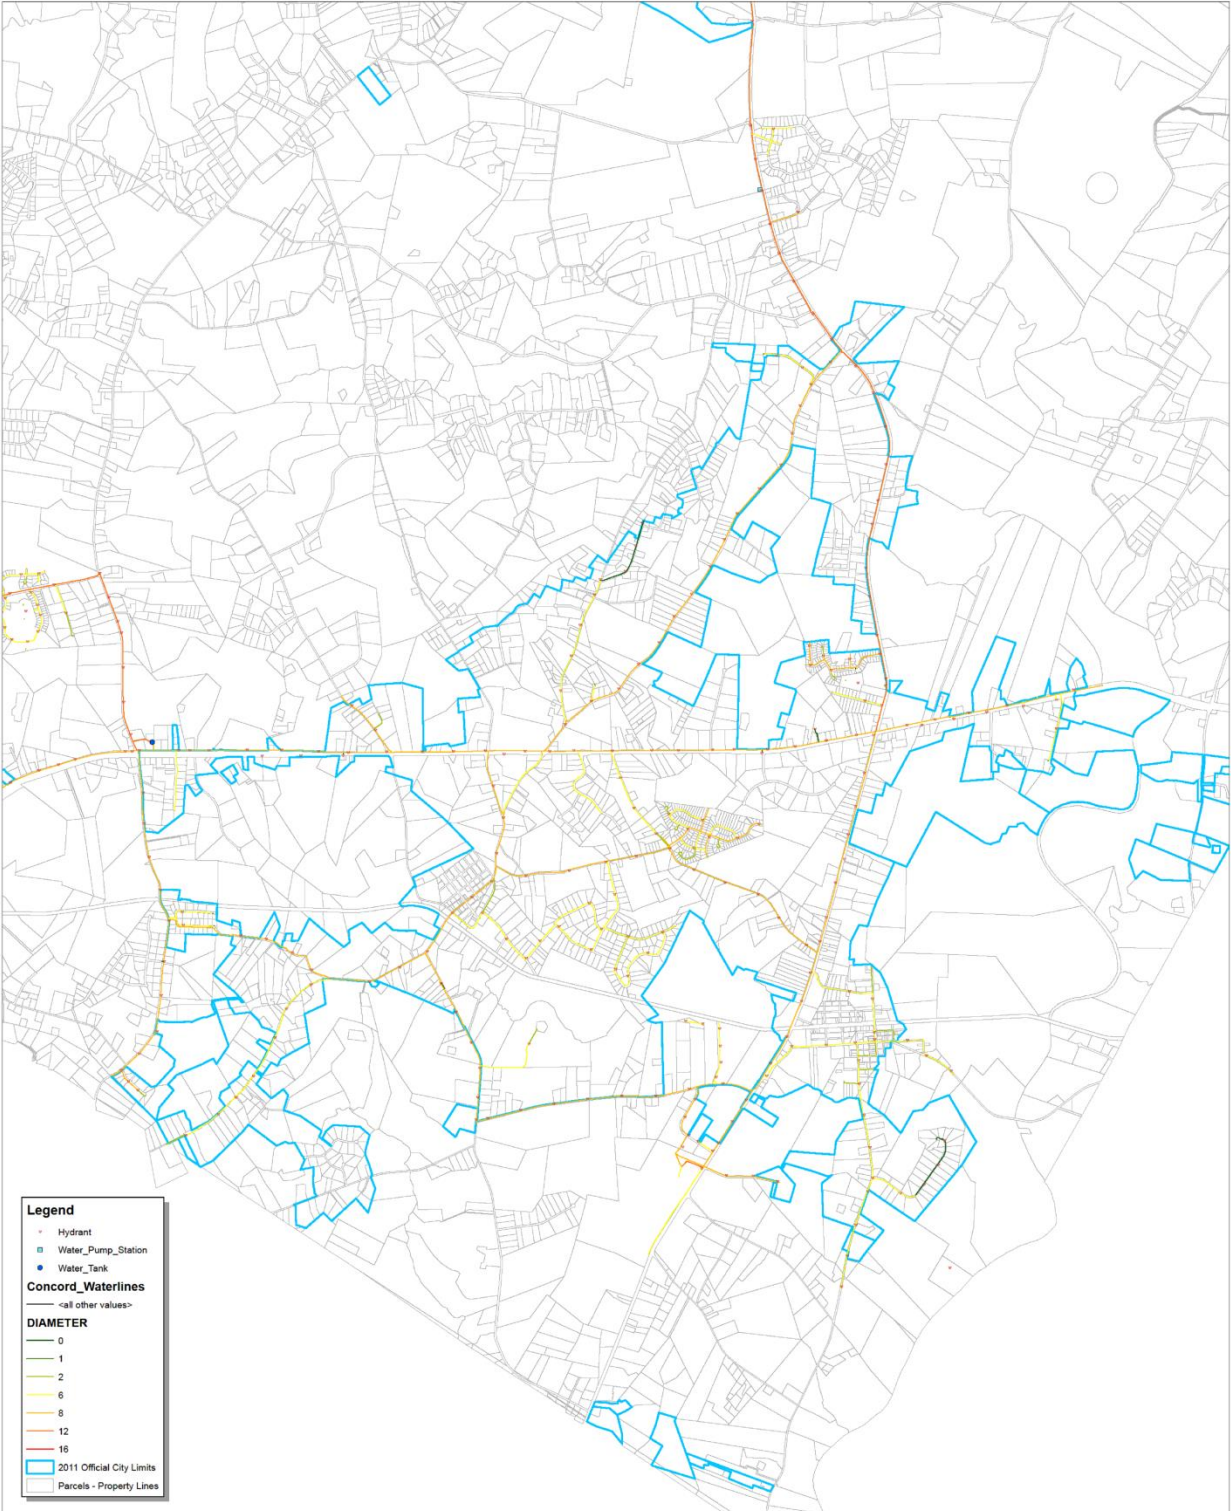 Legend
Hydrant
Water_Pump_Station
Water_Tank
Concord_Waterlines
<all other values>
DIAMETER
0
1
2
6
8
12
16
2011 Official City Limits
Parcels - Property Lines